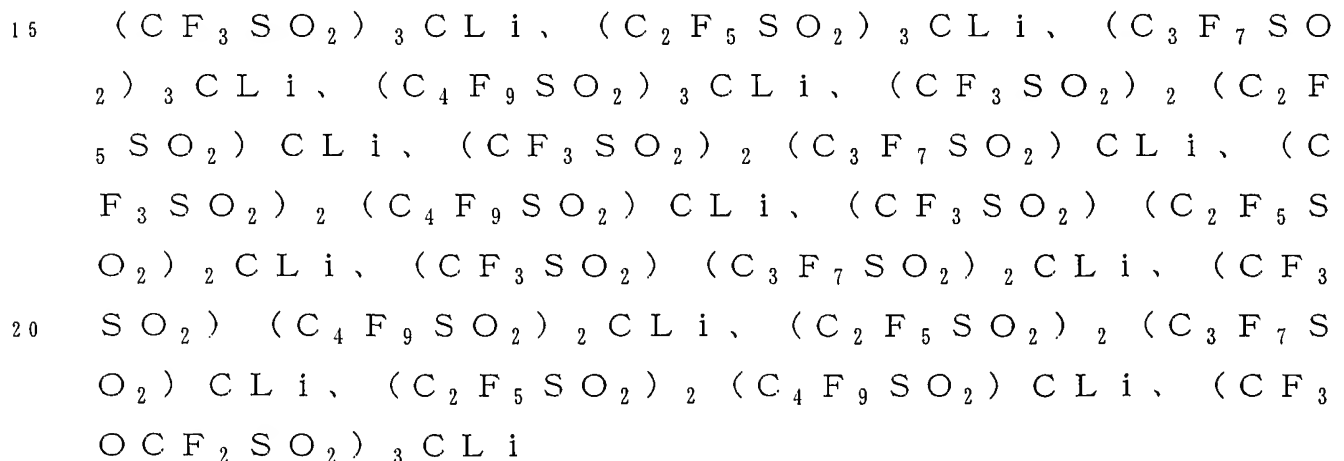 15 (CF₃SO₂)₃CLi、(C₂F₅SO₂)₃CLi、(C₃F₇SO
₂)₃CLi、(C₄F₉SO₂)₃CLi、(CF₃SO₂)₂(C₂F
₅SO₂)CLi、(CF₃SO₂)₂(C₃F₇SO₂)CLi、(C
F₃SO₂)₂(C₄F₉SO₂)CLi、(CF₃SO₂)(C₂F₅S
O₂)₂CLi、(CF₃SO₂)(C₃F₇SO₂)₂CLi、(CF₃
20 SO₂)(C₄F₉SO₂)₂CLi、(C₂F₅SO₂)₂(C₃F₇S
O₂)CLi、(C₂F₅SO₂)₂(C₄F₉SO₂)CLi、(CF₃
OCF₂SO₂)₃CLi